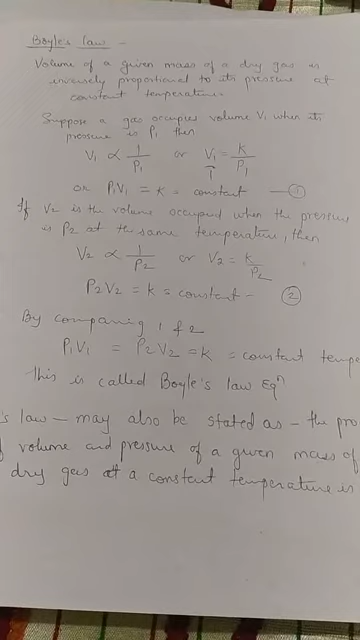 Boyle's law -
Volume of a given mass of a dry gas is
inversely proportional to its pressure at
constant temperature.
Suppose a gas occupies volume V₁ when its
pressure is P₁ then
V₁ ∝ 1/P₁ or V₁ = K/P₁
or P₁V₁ = K = constant — ①
If V₂ is the volume occupied when the pressure
is P₂ at the same temperature, then
V₂ ∝ 1/P₂ or V₂ = K/P₂
P₂V₂ = K = constant - ②
By comparing 1 & 2
P₁V₁ = P₂V₂ = K = constant tempe
This is called Boyle's law Eqⁿ
's law - may also be stated as - the pro
volume and pressure of a given mass of
dry gas at a constant temperature is